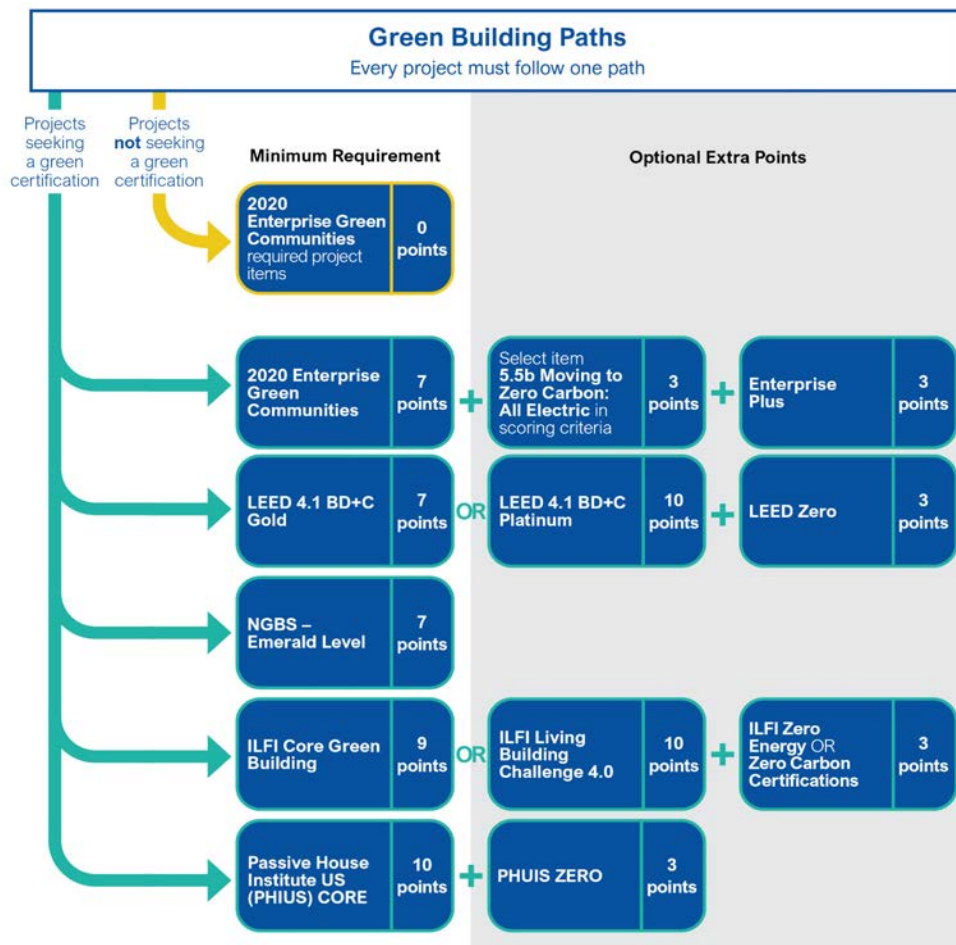 Green Building Paths
Every project must follow one path
Projects
seeking
a green
certification
Projects
not seeking
a green
certification
Minimum Requirement
Optional Extra Points
2020
Enterprise Green
Communities
required project
items
0
points
2020 Enterprise
Green
Communities
7
points
+
Select item
5.5b Moving to
Zero Carbon:
All Electric in
scoring criteria
3
points
+
Enterprise
Plus
3
points
LEED 4.1 BD+C
Gold
7
points
OR
LEED 4.1 BD+C
Platinum
10
points
+
LEED Zero
3
points
NGBS –
Emerald Level
7
points
ILFI Core Green
Building
9
points
OR
ILFI Living
Building
Challenge 4.0
10
points
+
ILFI Zero
Energy OR
Zero Carbon
Certifications
3
points
Passive House
Institute US
(PHIUS) CORE
10
points
+
PHUIS ZERO
3
points